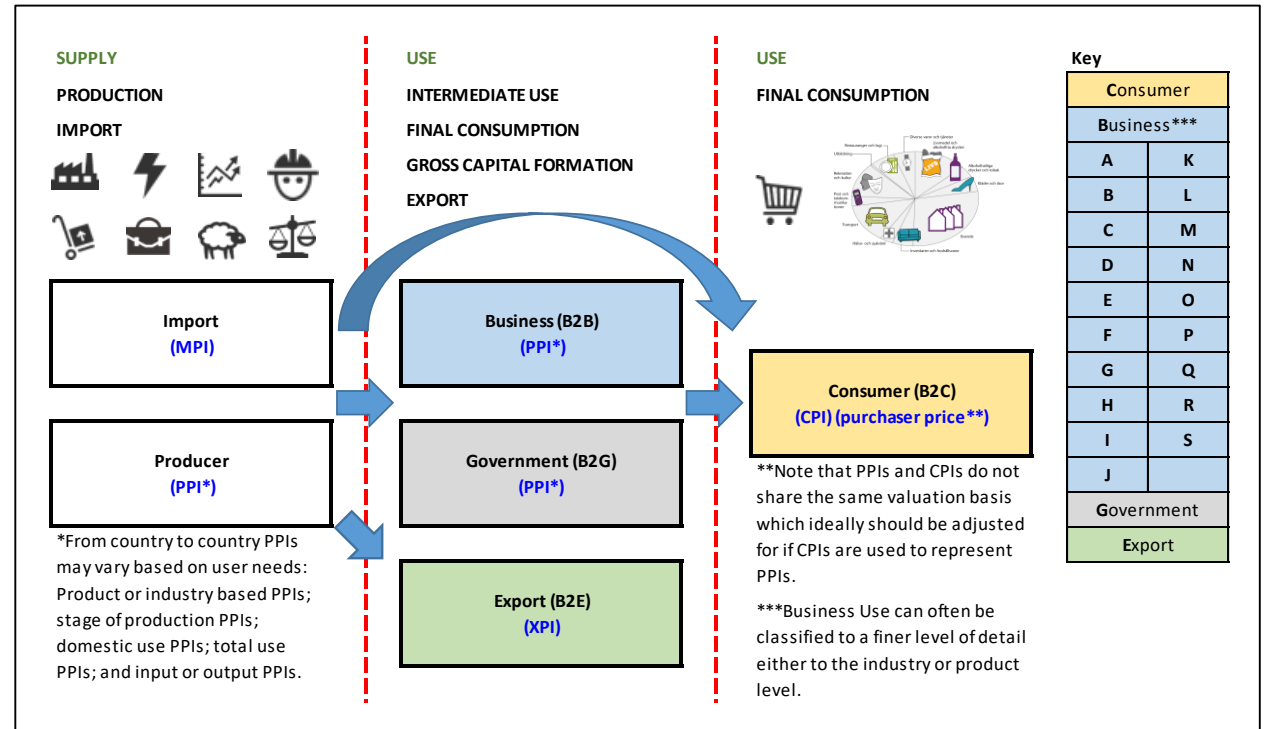 SUPPLY
PRODUCTION
IMPORT
USE
INTERMEDIATE USE
FINAL CONSUMPTION
GROSS CAPITAL FORMATION
EXPORT
USE
FINAL CONSUMPTION
Transport
Import
(MPI)
Producer
(PPI*)
*From country to country PPIs
may vary based on user needs:
Product or industry based PPIs;
stage of production PPIs;
domestic use PPIs; total use
PPIs; and input or output PPIs.
Business (B2B)
(PPI*)
Government (B2G)
(PPI*)
Export (B2E)
(XPI)
Consumer (B2C)
(CPI) (purchaser price**)
**Note that PPIs and CPIs do not
share the same valuation basis
which ideally should be adjusted
for if CPIs are used to represent
PPIs.
***Business Use can often be
classified to a finer level of detail
either to the industry or product
level.
Key
Consumer
Business***
A K
B L
C M
D N
E O
F P
G Q
H R
I S
J
Government
Export